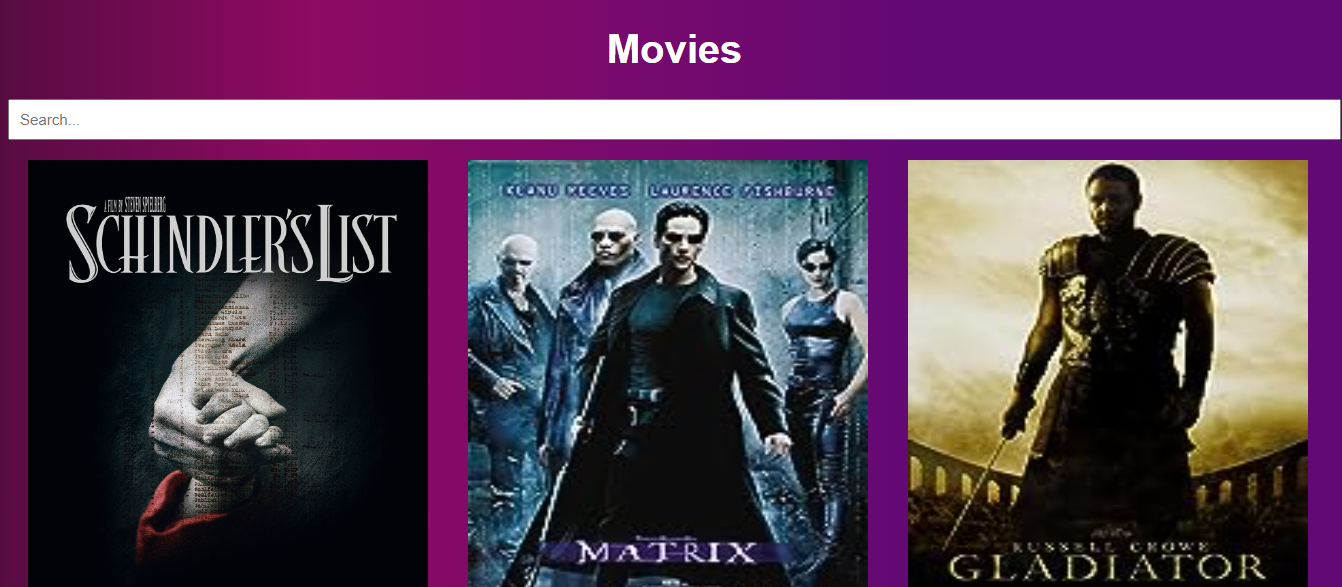 Movies
Search...
A FILM BY STEVEN SPIELBERG
SCHINDLER'S LIST
KEANU REEVES LAURENCE FISHBURNE
MATRIX
RUSSELL CROWE
GLADIATOR